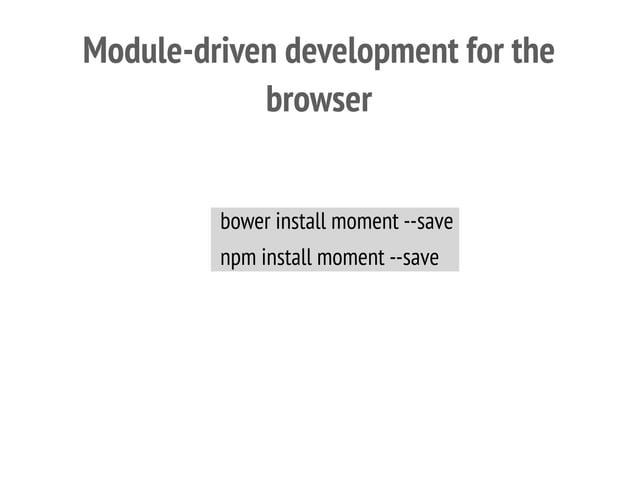 Module-driven development for the
browser
bower install moment --save
npm install moment --save